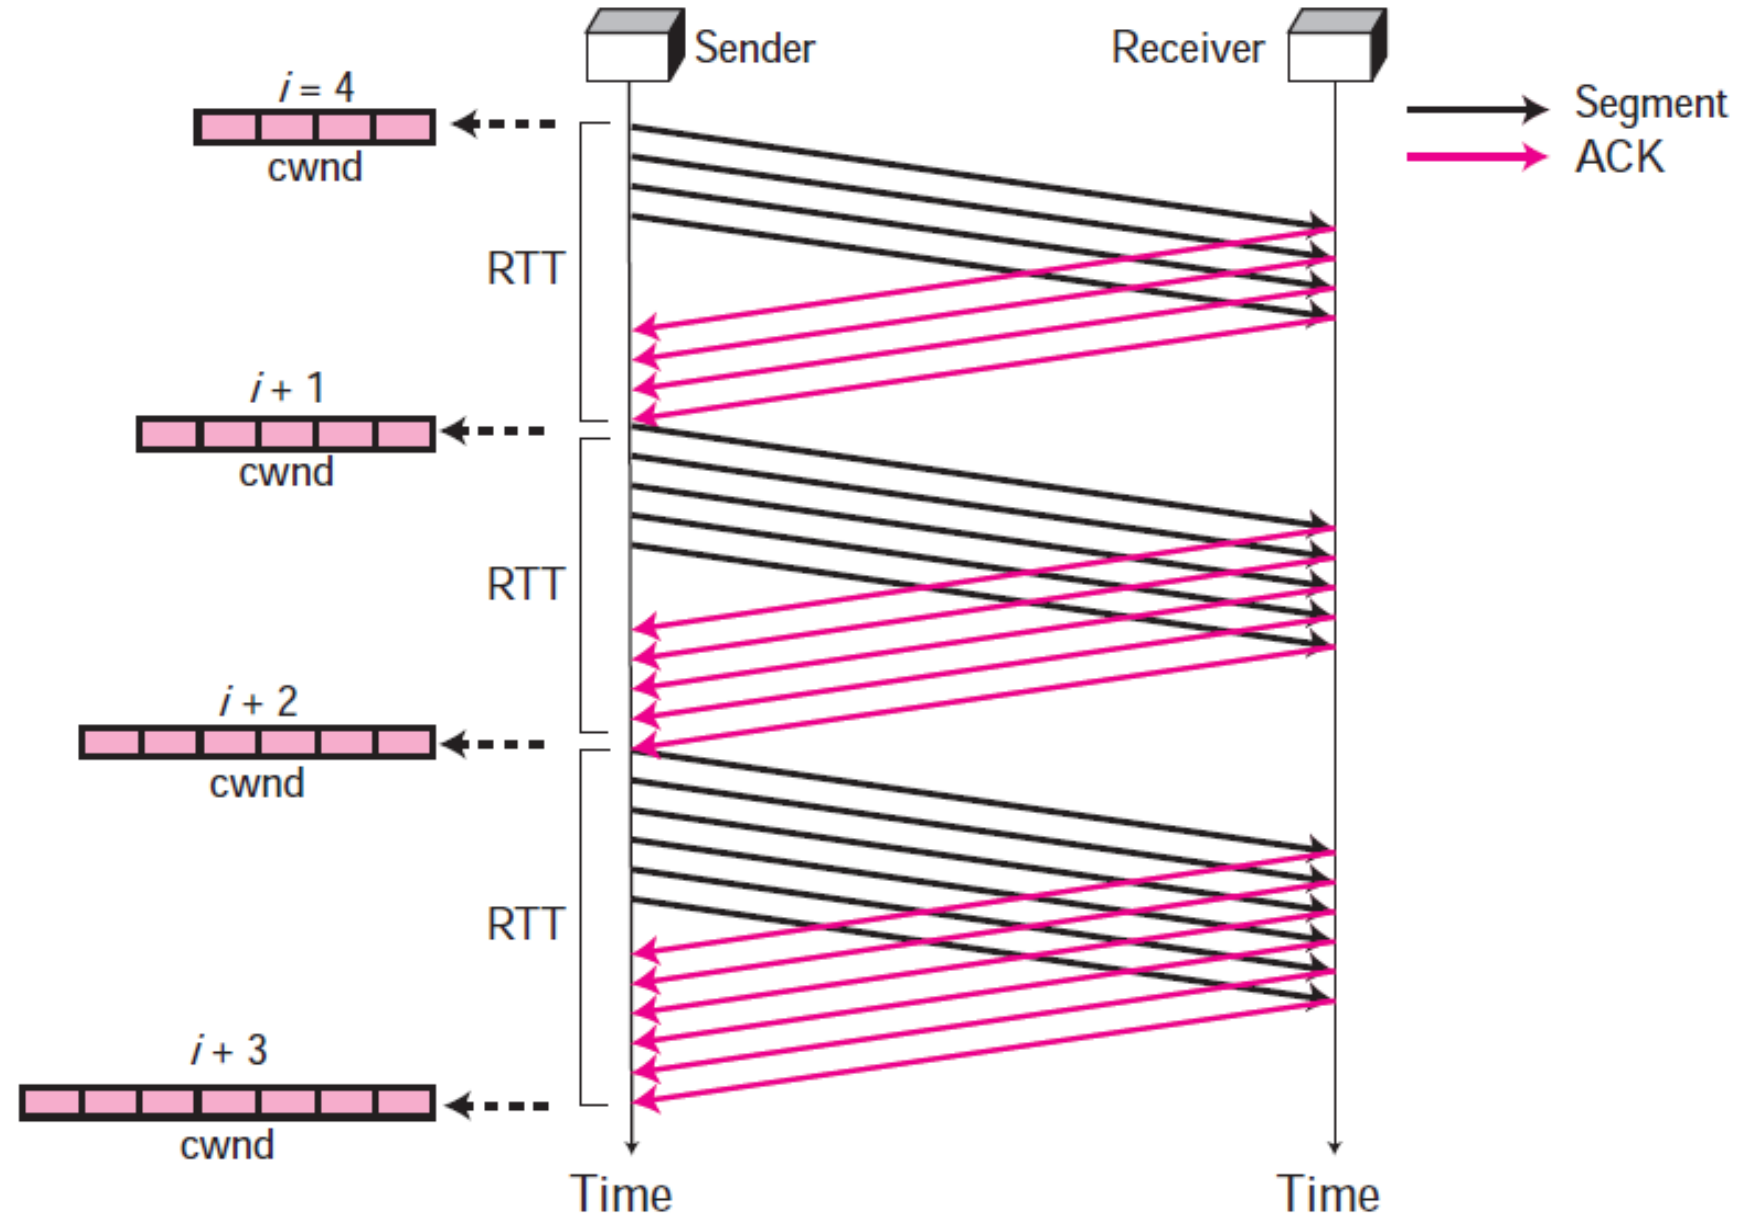 Sender
Receiver
Segment
ACK
i = 4
cwnd
RTT
i + 1
cwnd
RTT
i + 2
cwnd
RTT
i + 3
cwnd
Time
Time